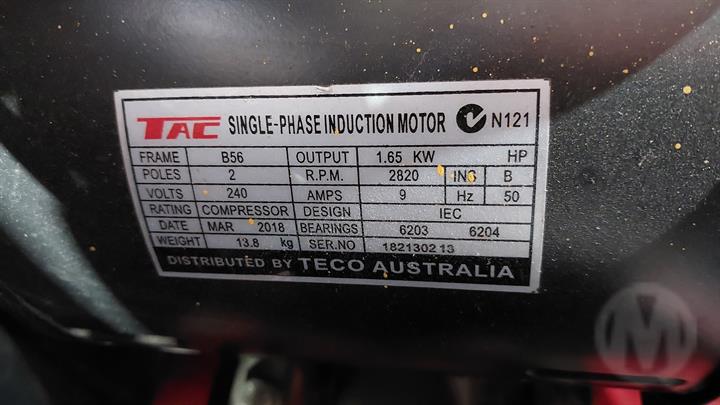 TAC SINGLE-PHASE INDUCTION MOTOR N121
FRAME B56 OUTPUT 1.65 KW HP
POLES 2 R.P.M. 2820 INS B
VOLTS 240 AMPS 9 Hz 50
RATING COMPRESSOR DESIGN IEC
DATE MAR 2018 BEARINGS 6203 6204
WEIGHT 13.8 kg SER.NO 182130213
DISTRIBUTED BY TECO AUSTRALIA
M